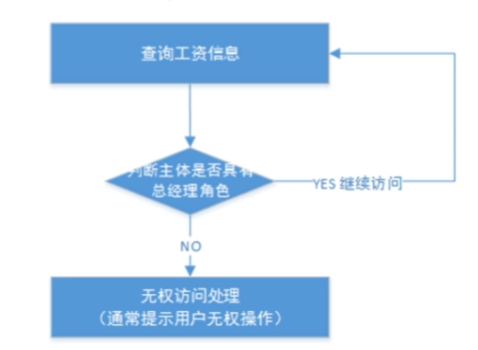 查询工资信息
判断主体是否具有
总经理角色
YES 继续访问
NO
无权访问处理
（通常提示用户无权操作）